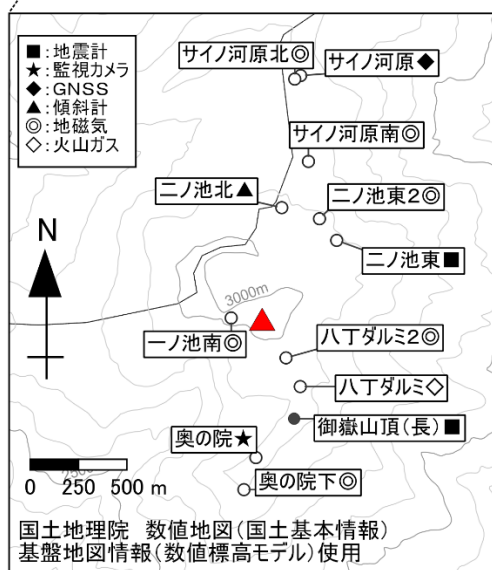 ■:地震計
★:監視カメラ
◆:GNSS
▲:傾斜計
◎:地磁気
◇:火山ガス
サイノ河原北◎
サイノ河原◆
サイノ河原南◎
二ノ池北▲
二ノ池東2◎
二ノ池東■
N
3000m
一ノ池南◎
八丁ダルミ2◎
八丁ダルミ◇
御嶽山頂(長)■
奥の院★
奥の院下◎
0 250 500 m
国土地理院 数値地図(国土基本情報)
基盤地図情報(数値標高モデル)使用